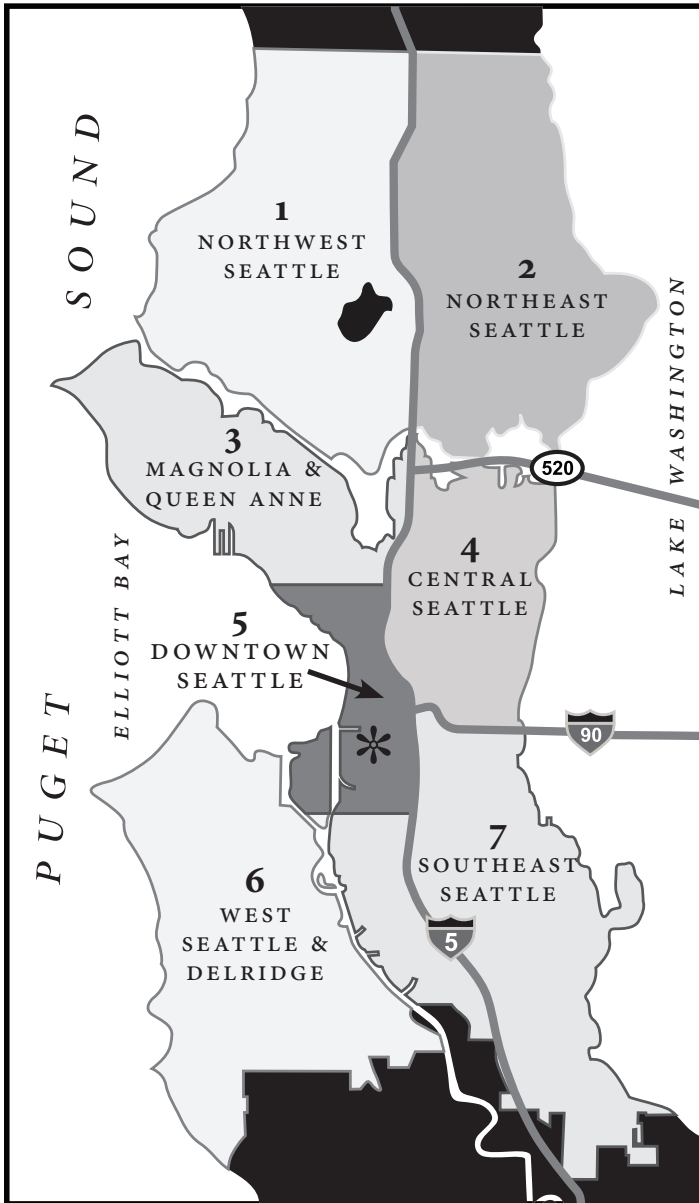 SOUND
1
NORTHWEST
SEATTLE
2
NORTHEAST
SEATTLE
LAKE WASHINGTON
3
MAGNOLIA &
QUEEN ANNE
520
4
CENTRAL
SEATTLE
ELLIOTT BAY
5
DOWNTOWN
SEATTLE
PUGET
*
90
6
WEST
SEATTLE &
DELRIDGE
7
SOUTHEAST
SEATTLE
5